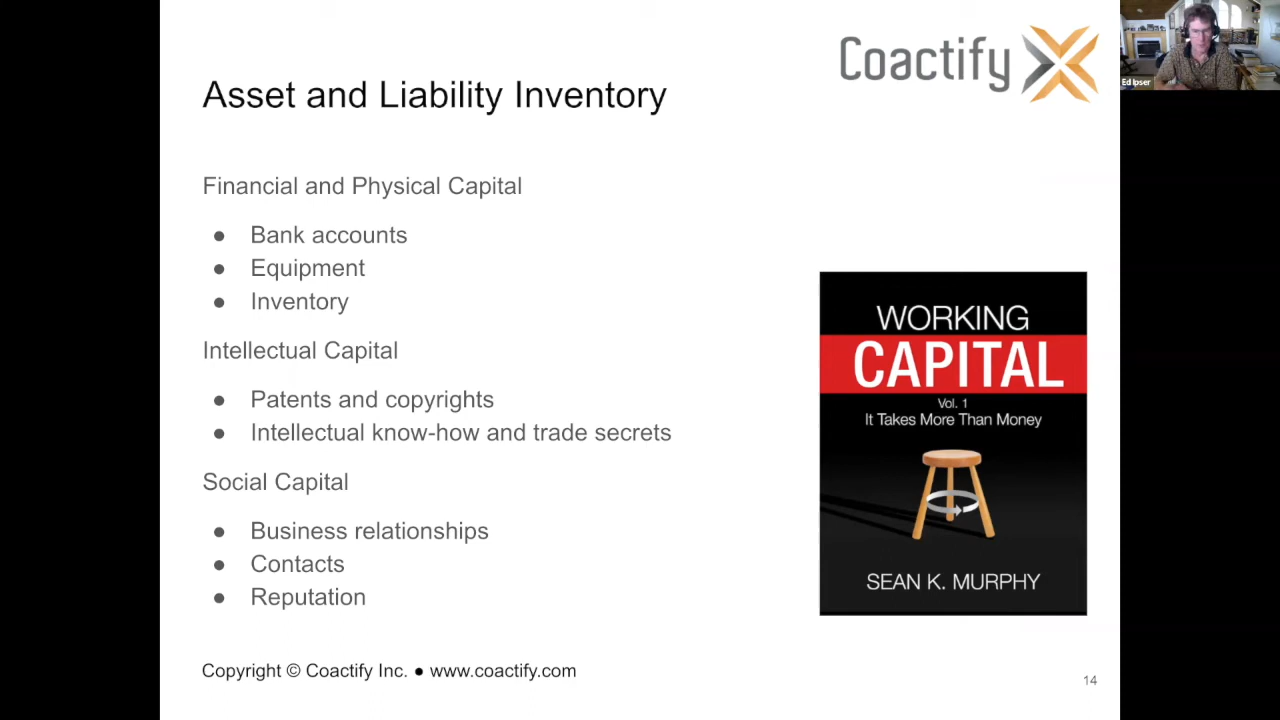 Coactify
Ed Ipser
Asset and Liability Inventory
Financial and Physical Capital
● Bank accounts
● Equipment
● Inventory
Intellectual Capital
● Patents and copyrights
● Intellectual know-how and trade secrets
Social Capital
● Business relationships
● Contacts
● Reputation
WORKING
CAPITAL
Vol. 1
It Takes More Than Money
SEAN K. MURPHY
Copyright © Coactify Inc. ● www.coactify.com
14